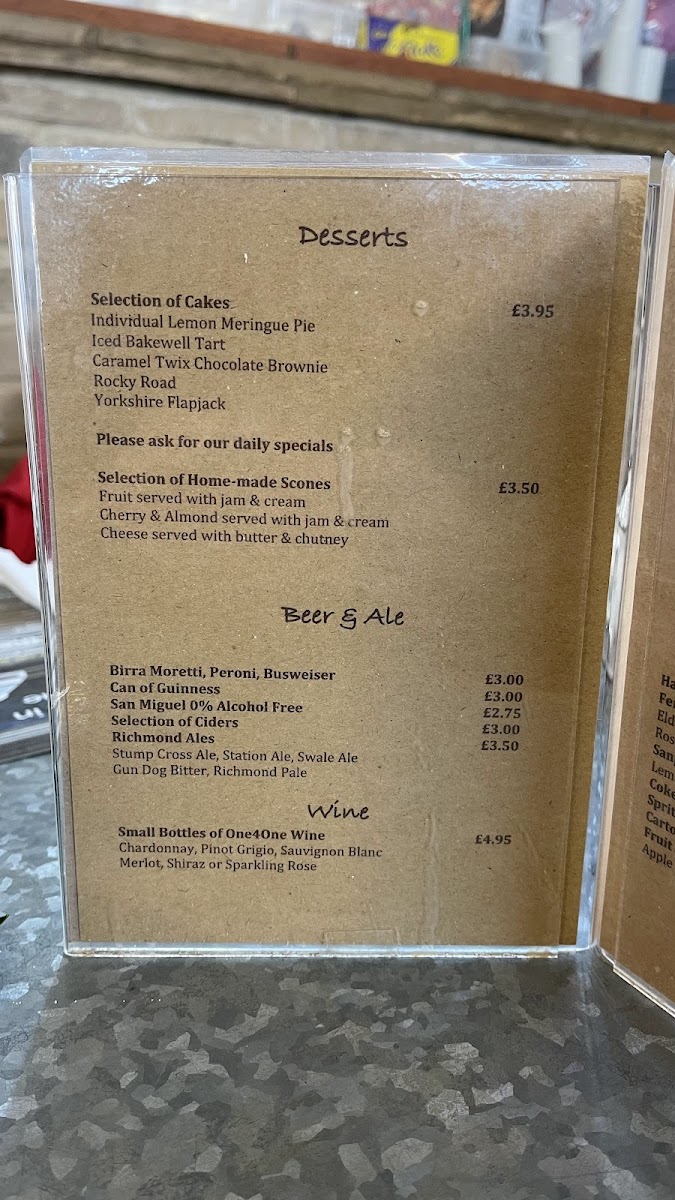 Desserts
Selection of Cakes £3.95
Individual Lemon Meringue Pie
Iced Bakewell Tart
Caramel Twix Chocolate Brownie
Rocky Road
Yorkshire Flapjack
Please ask for our daily specials
Selection of Home-made Scones £3.50
Fruit served with jam & cream
Cherry & Almond served with jam & cream
Cheese served with butter & chutney
Beer & Ale
Birra Moretti, Peroni, Busweiser £3.00
Can of Guinness £3.00
San Miguel 0% Alcohol Free £2.75
Selection of Ciders £3.00
Richmond Ales £3.50
Stump Cross Ale, Station Ale, Swale Ale
Gun Dog Bitter, Richmond Pale
Wine
Small Bottles of One4One Wine £4.95
Chardonnay, Pinot Grigio, Sauvignon Blanc
Merlot, Shiraz or Sparkling Rose
Coke
Fruit
Apple